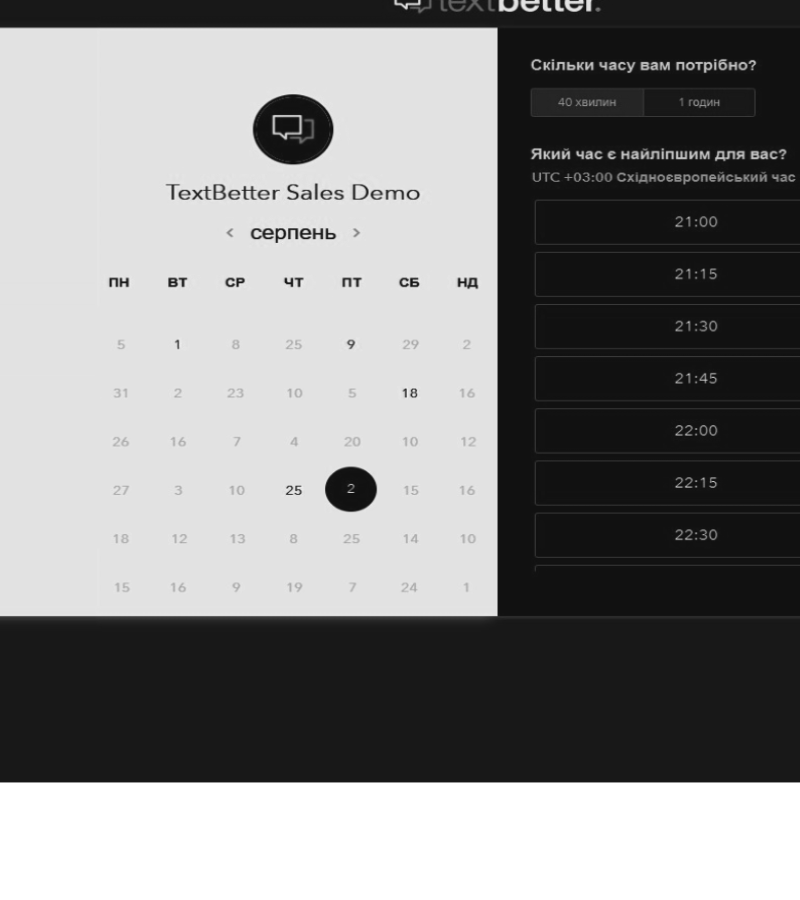 textbetter.
TextBetter Sales Demo
< серпень >
ПН ВТ СР ЧТ ПТ СБ НД
5 1 8 25 9 29 2
31 2 23 10 5 18 16
26 16 7 4 20 10 12
27 3 10 25 2 15 16
18 12 13 8 25 14 10
15 16 9 19 7 24 1
Скільки часу вам потрібно?
40 хвилин 1 годин
Який час є найліпшим для вас?
UTC +03:00 Східноєвропейський час
21:00
21:15
21:30
21:45
22:00
22:15
22:30